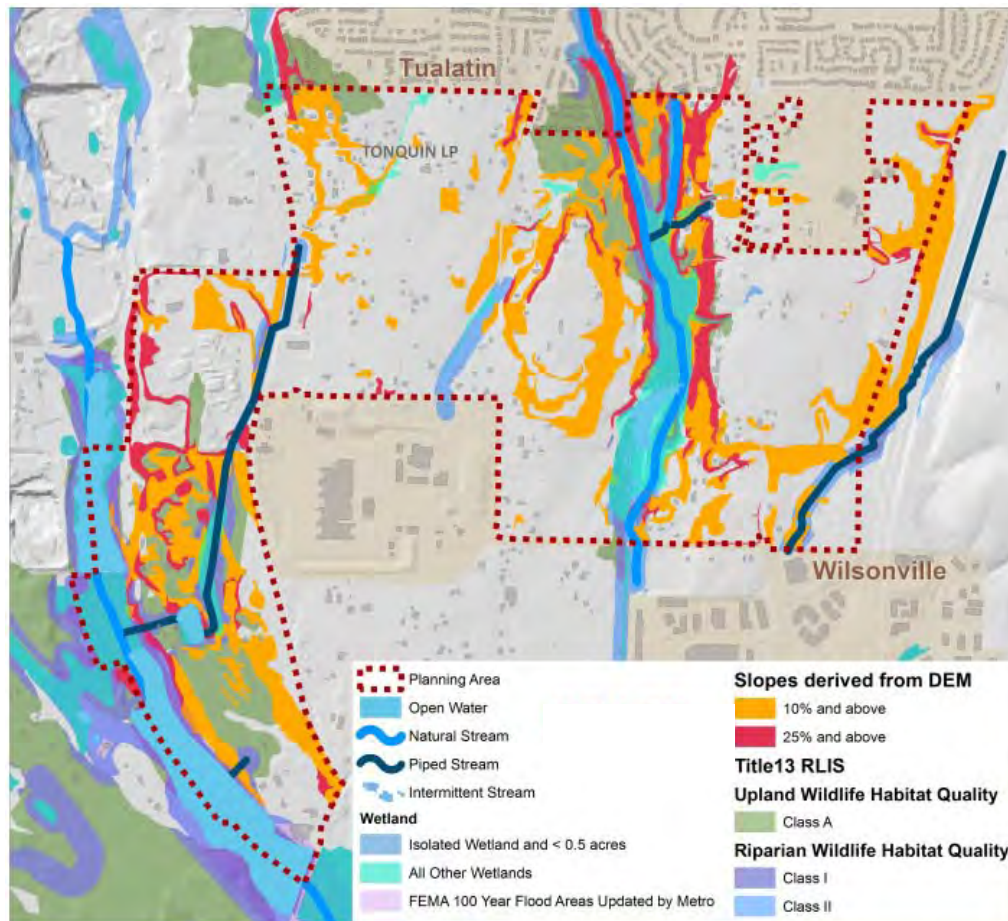 Tualatin
TONQUIN LP
Wilsonville
Planning Area
Open Water
Natural Stream
Piped Stream
Intermittent Stream
Wetland
Isolated Wetland and < 0.5 acres
All Other Wetlands
FEMA 100 Year Flood Areas Updated by Metro
Slopes derived from DEM
10% and above
25% and above
Title13 RLIS
Upland Wildlife Habitat Quality
Class A
Riparian Wildlife Habitat Quality
Class I
Class II